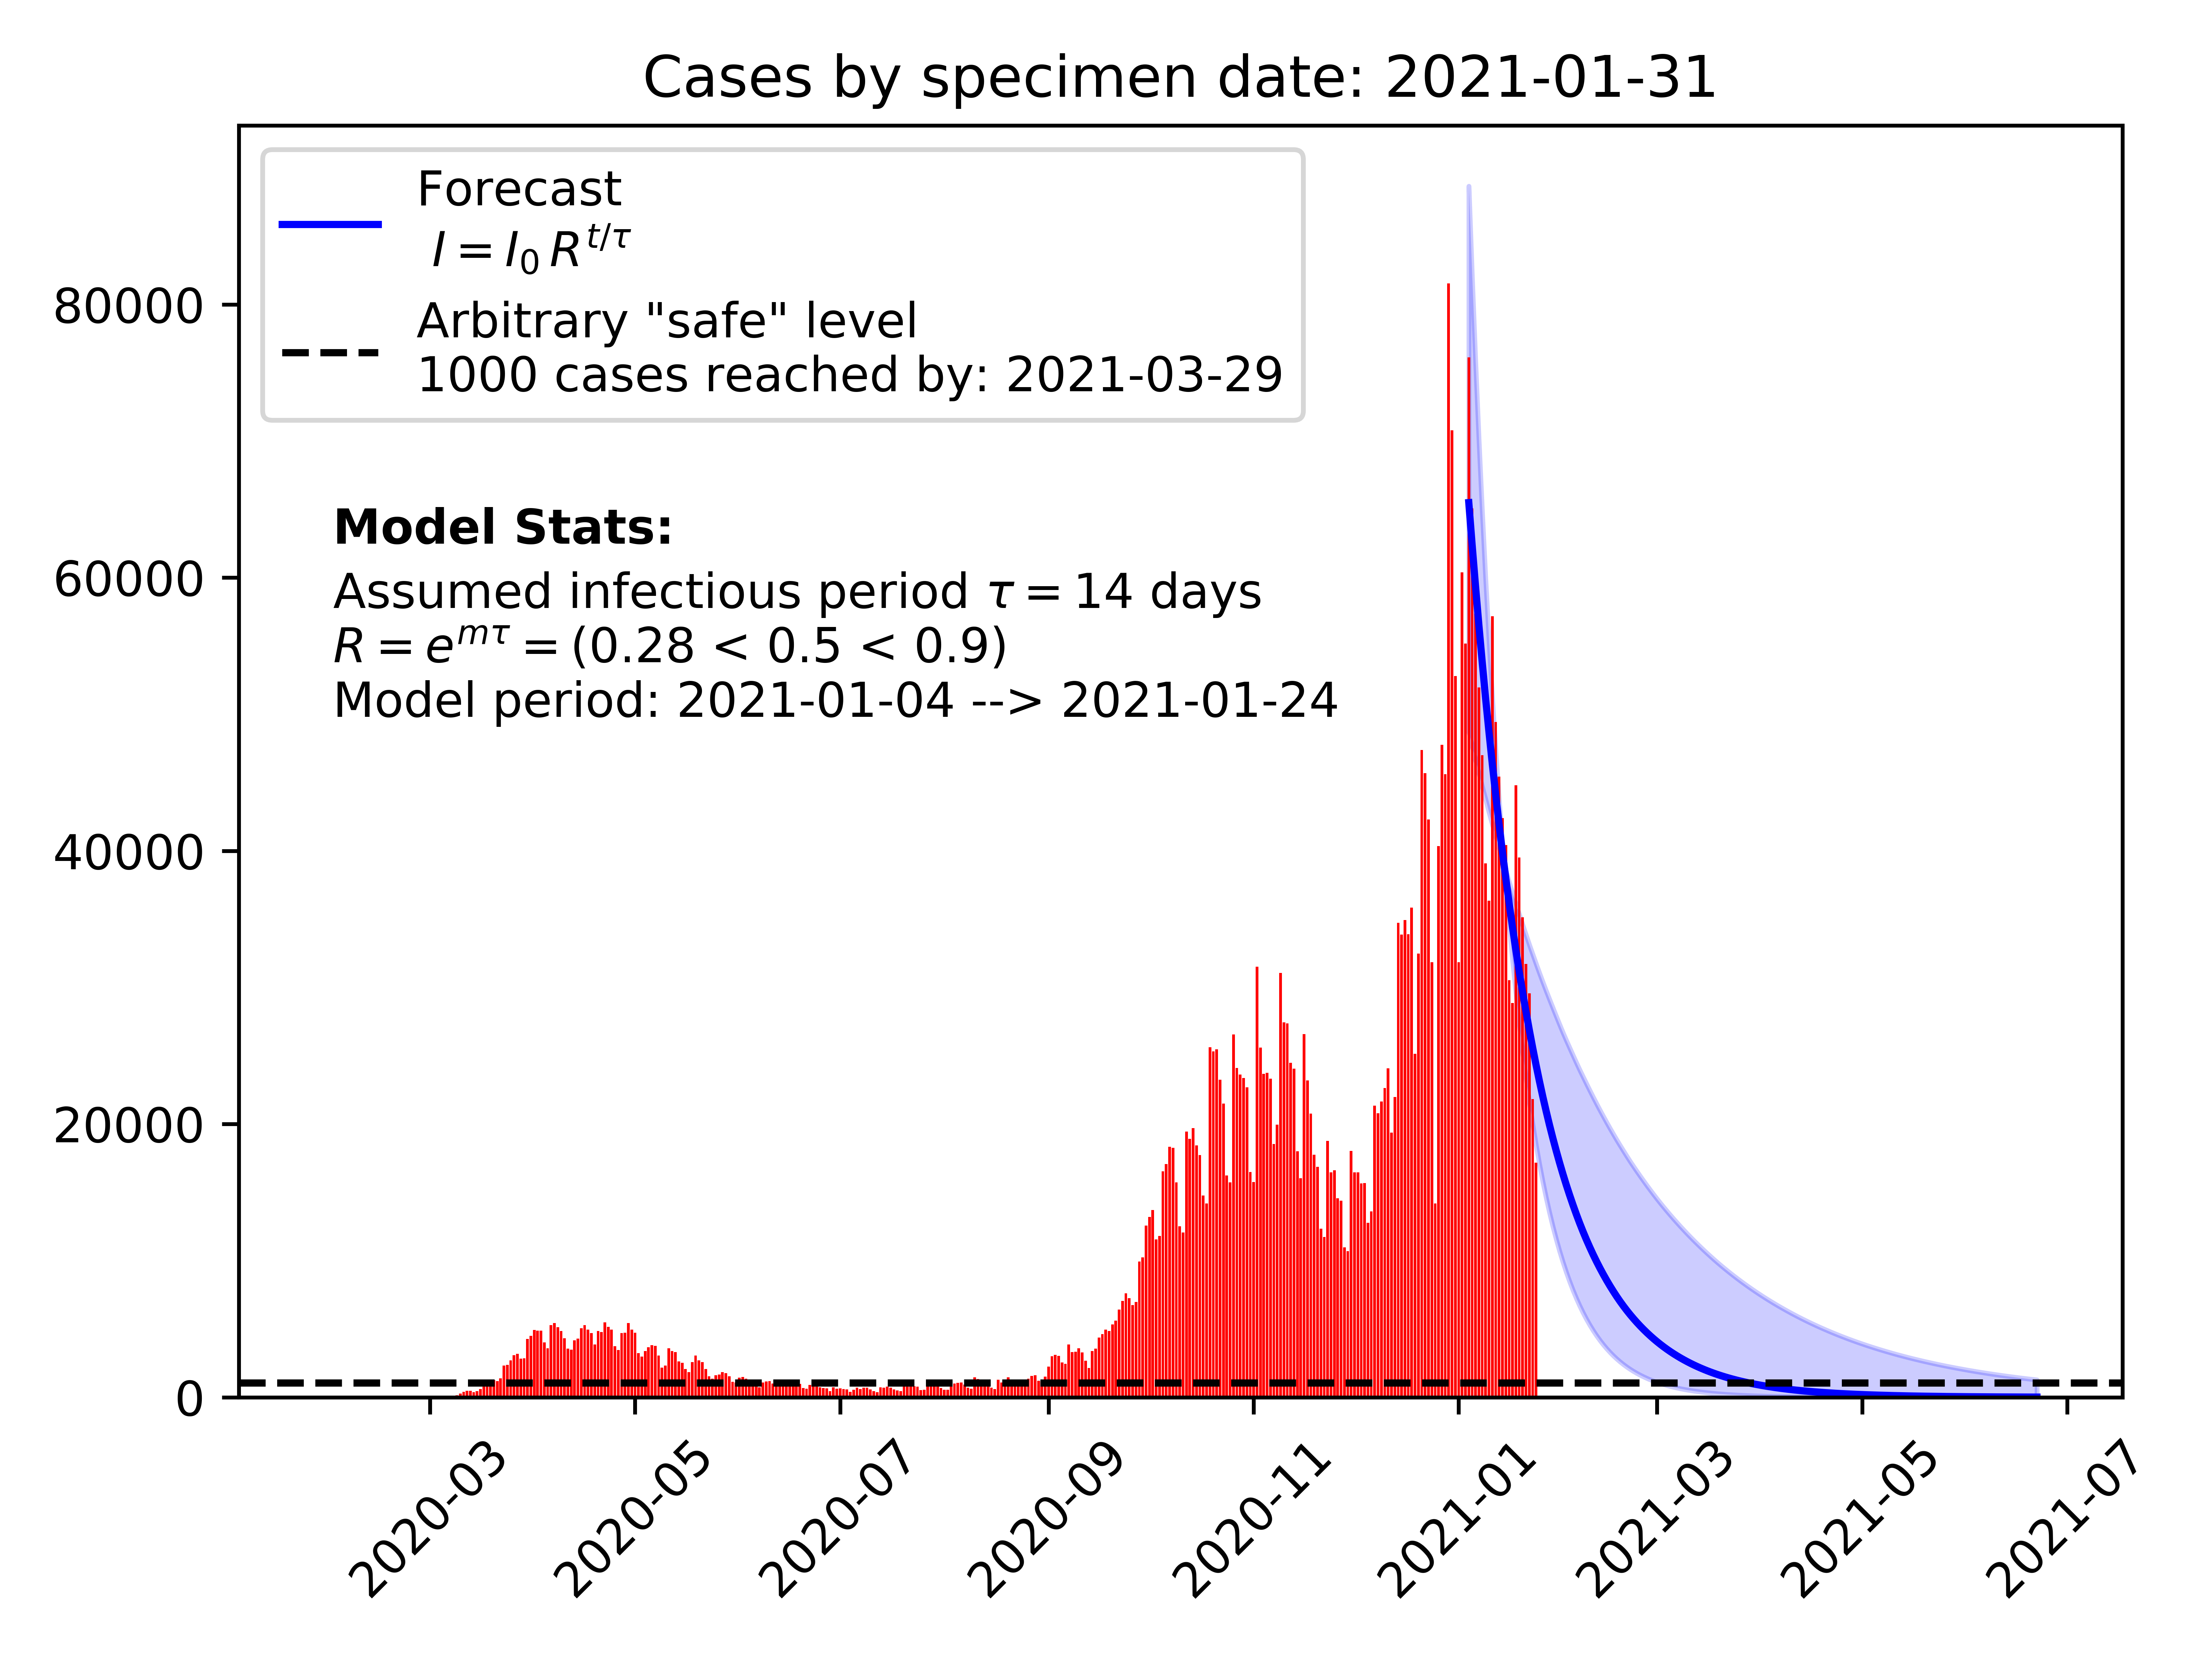 Cases by specimen date: 2021-01-31
Forecast
I = I₀ R^{t/τ}
Arbitrary "safe" level
1000 cases reached by: 2021-03-29
Model Stats:
Assumed infectious period τ = 14 days
R = e^{mτ} = (0.28 < 0.5 < 0.9)
Model period: 2021-01-04 --> 2021-01-24
80000
60000
40000
20000
0
2020-03
2020-05
2020-07
2020-09
2020-11
2021-01
2021-03
2021-05
2021-07